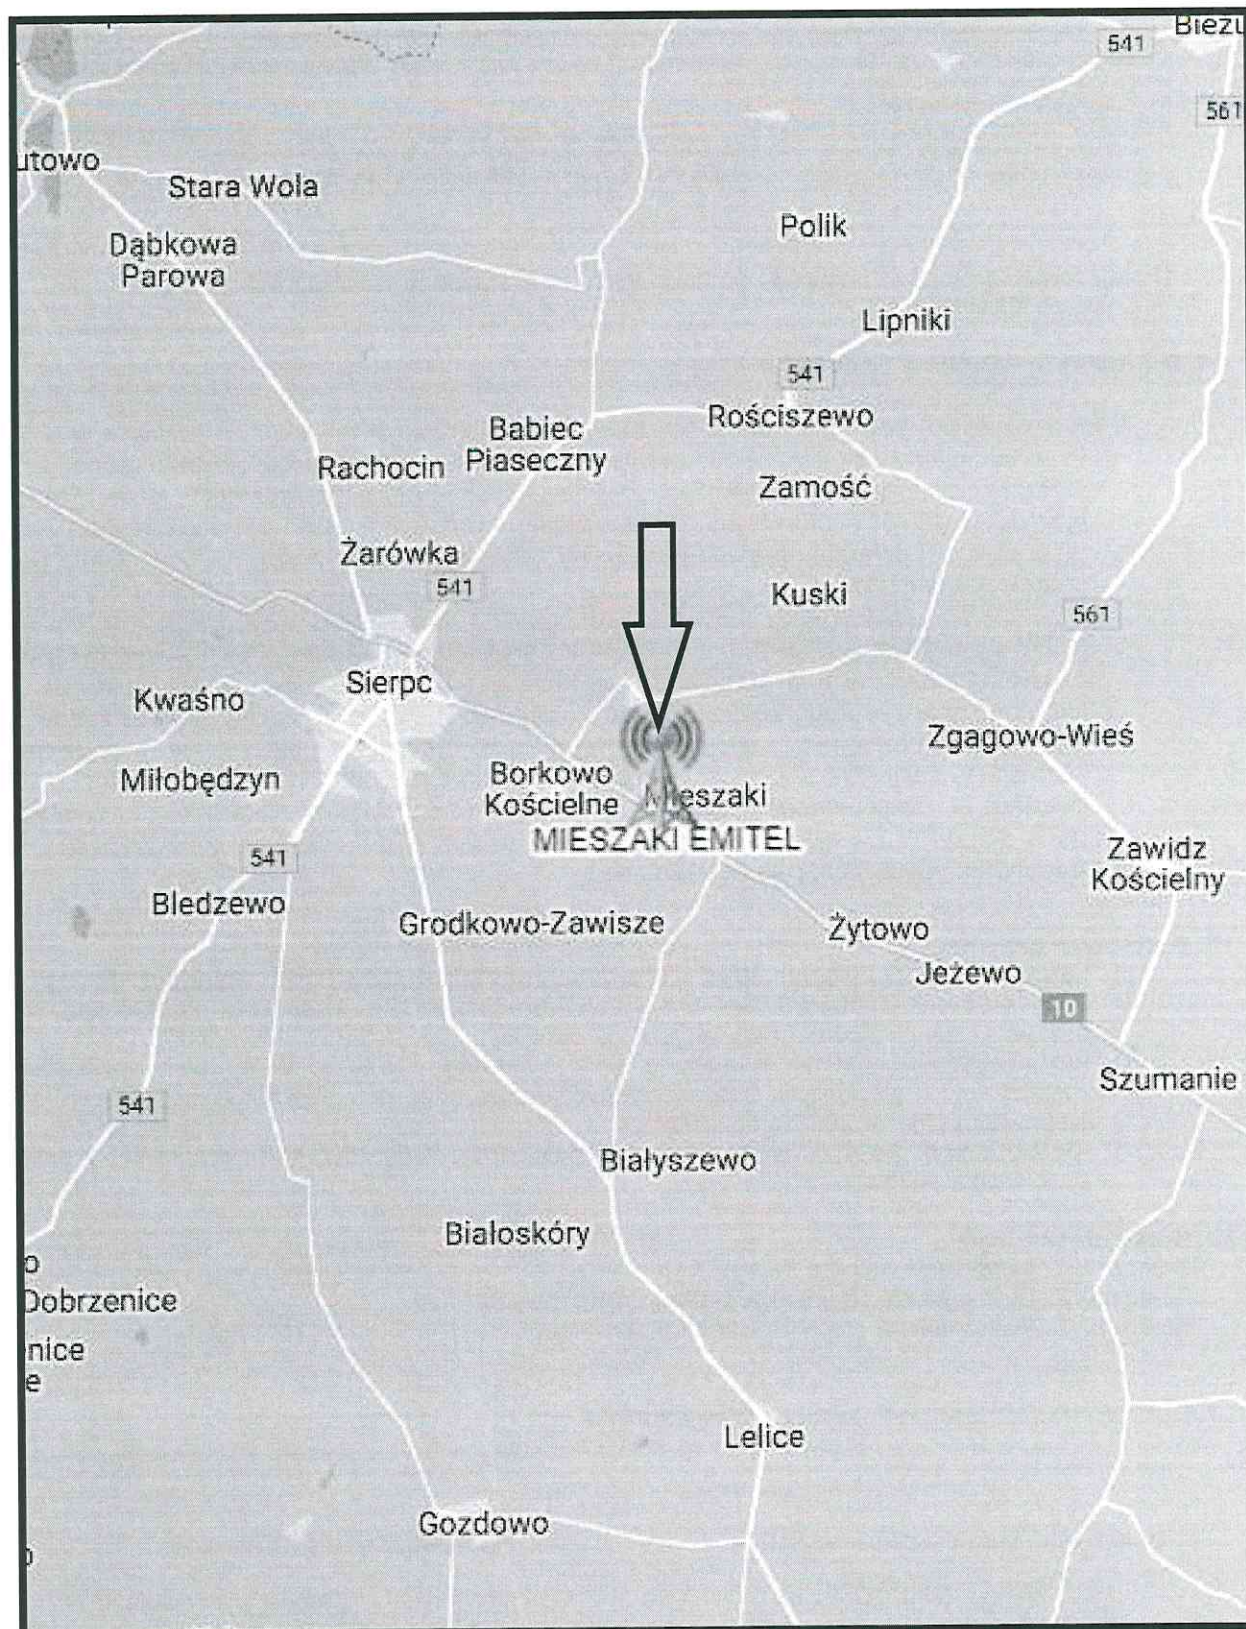 541
561
utowo
Stara Wola
Polik
Dąbkowa
Parowa
Lipniki
541
Rościszewo
Babiec
Piaseczny
Rachocin
Zamość
Żarówka
541
Kuski
561
Sierpc
Kwaśno
Zgagowo-Wieś
Miłobędzyn
Borkowo
Kościelne
Mieszaki
MIESZAKI EMITEL
541
Zawidz
Kościelny
Bledzewo
Grodkowo-Zawisze
Żytowo
Jeżewo
10
Szumanie
541
Białyszewo
Białoskóry
o
Dobrzenice
nice
e
Lelice
Gozdowo